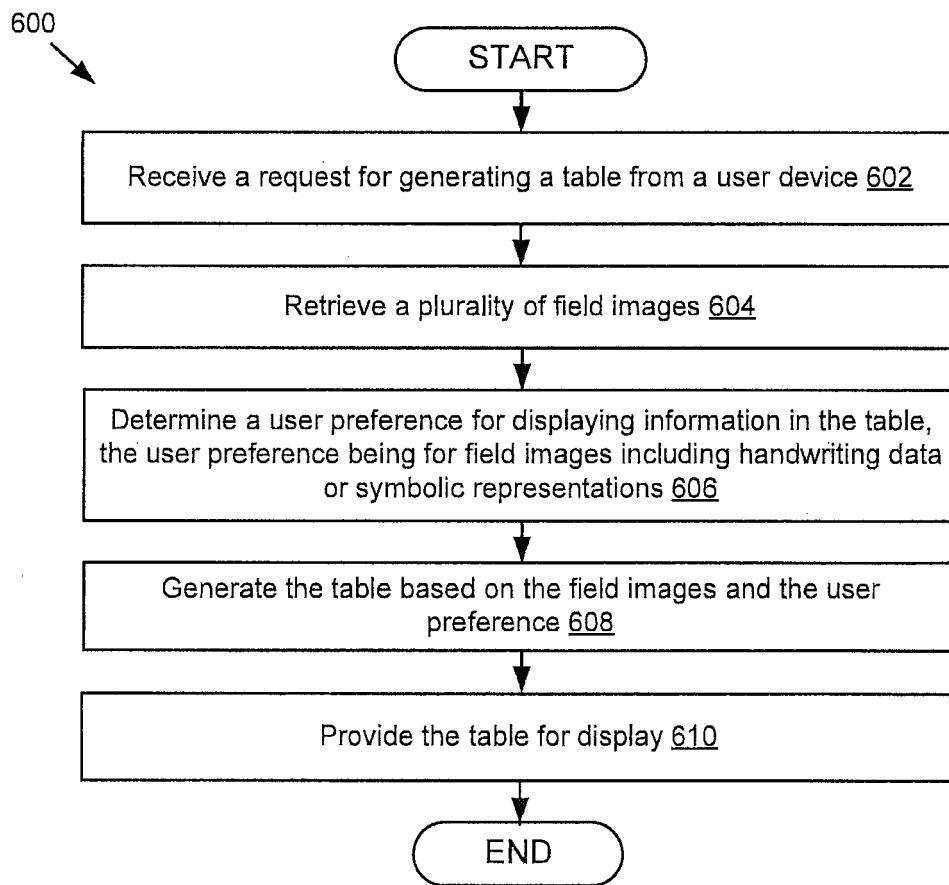 600
START
Receive a request for generating a table from a user device 602
Retrieve a plurality of field images 604
Determine a user preference for displaying information in the table,
the user preference being for field images including handwriting data
or symbolic representations 606
Generate the table based on the field images and the user
preference 608
Provide the table for display 610
END